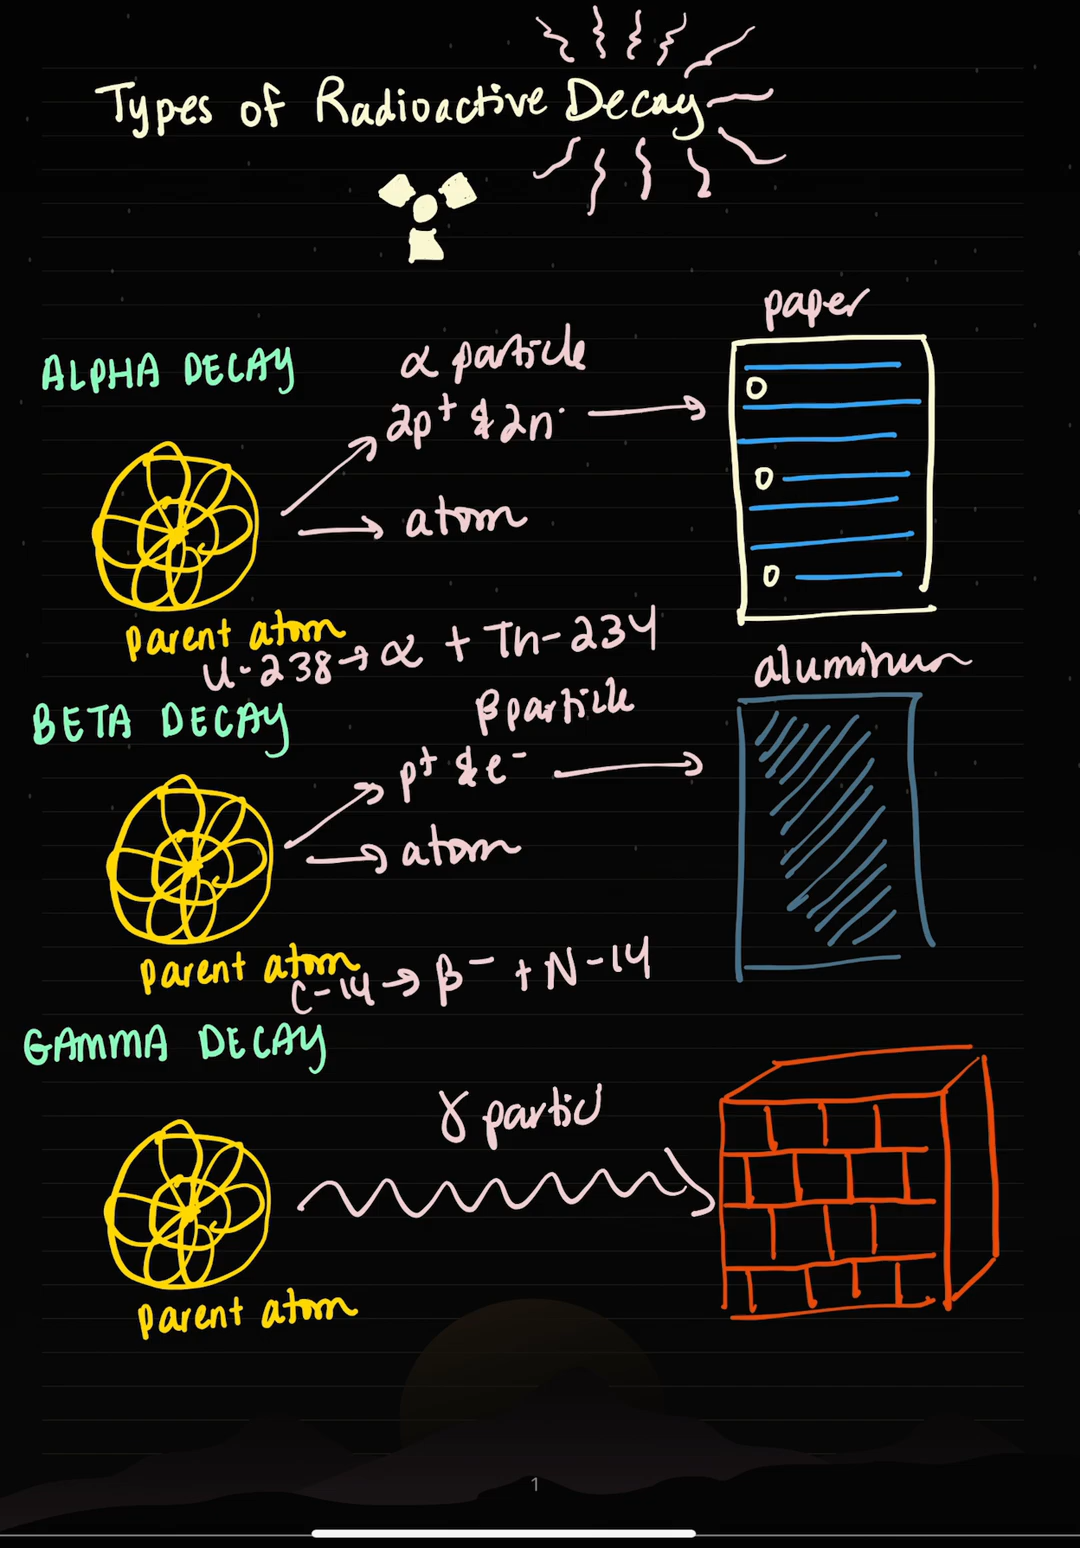 Types of Radioactive Decay
paper
ALPHA DECAY
α particle
2p⁺ & 2n
atom
parent atom
U-238 → α + Th-234
aluminum
BETA DECAY
β particle
p⁺ & e⁻
atom
parent atom
C-14 → β⁻ + N-14
GAMMA DECAY
γ particl
parent atom
1